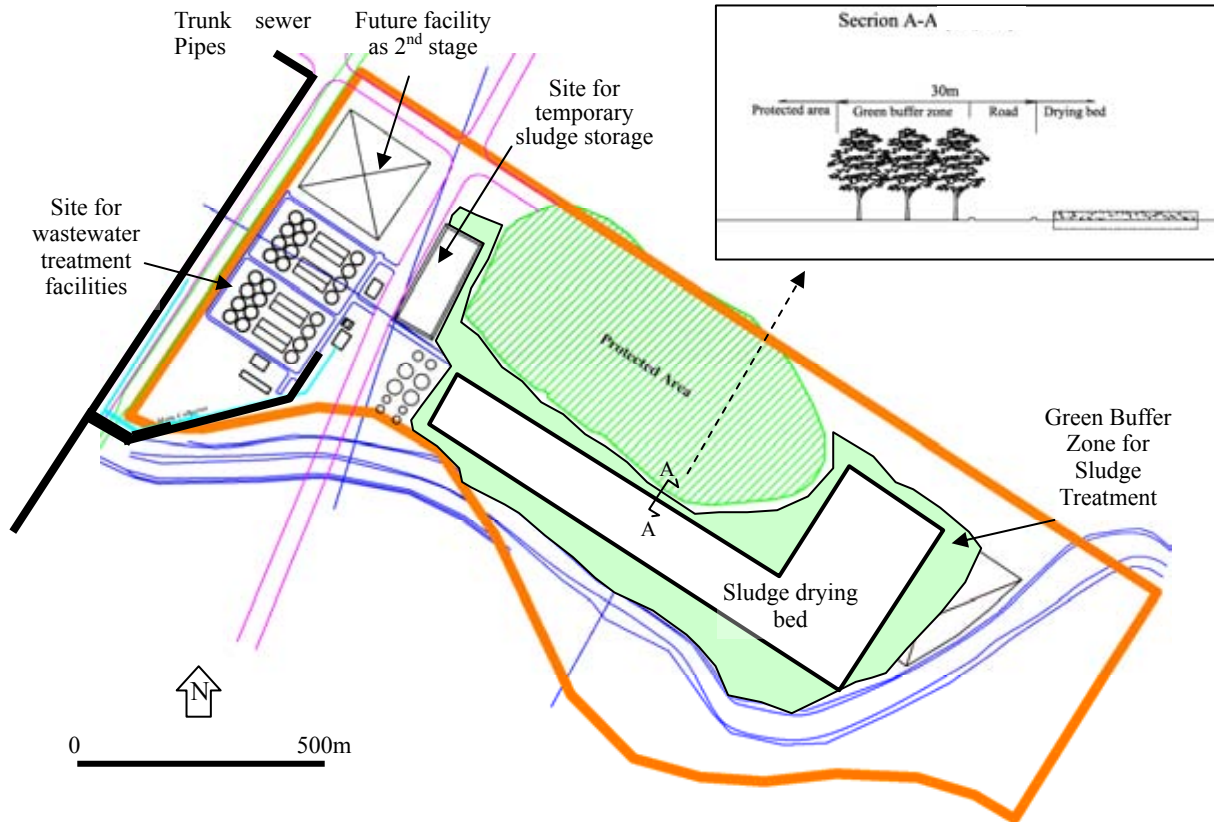 Trunk sewer
Pipes
Future facility
as 2nd stage
Site for
temporary
sludge storage
Site for
wastewater
treatment
facilities
Secrion A-A
30m
Protected area
Green buffer zone
Road
Drying bed
Protected Area
A
A
Green Buffer
Zone for
Sludge
Treatment
Sludge drying
bed
N
0
500m